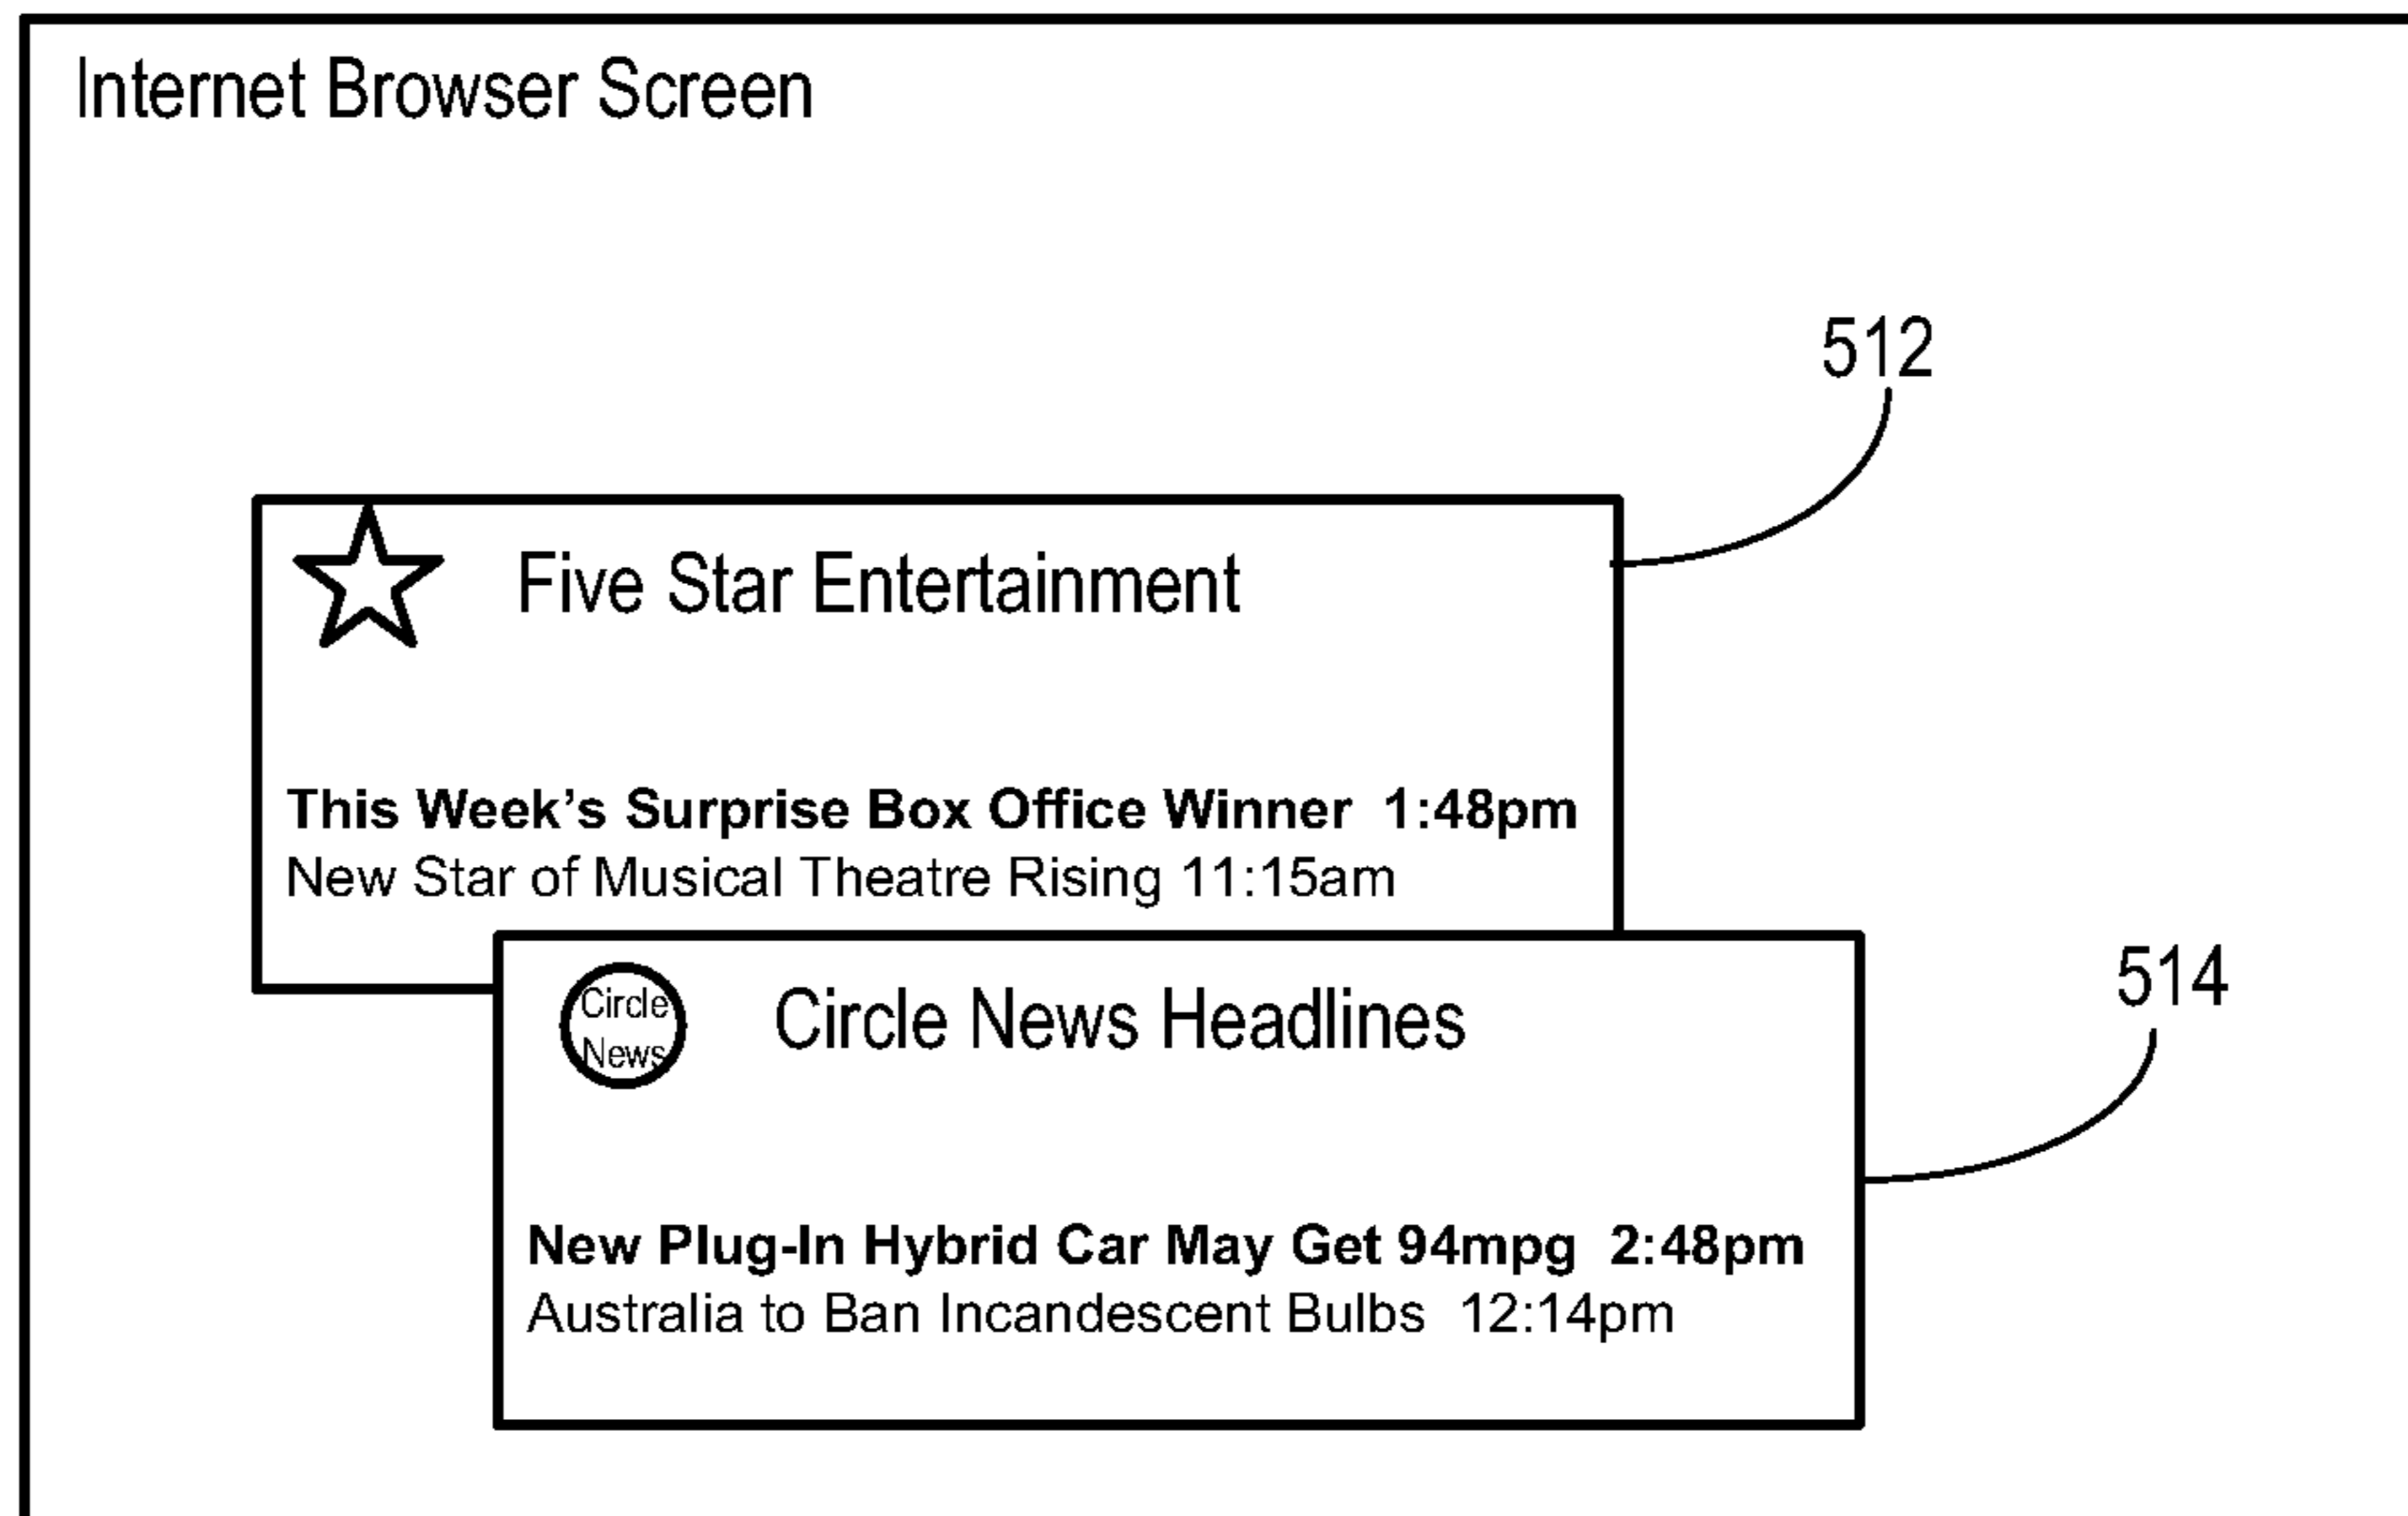 Internet Browser Screen
512
Five Star Entertainment
This Week’s Surprise Box Office Winner  1:48pm
New Star of Musical Theatre Rising 11:15am
Circle
News
Circle News Headlines
514
New Plug-In Hybrid Car May Get 94mpg  2:48pm
Australia to Ban Incandescent Bulbs  12:14pm